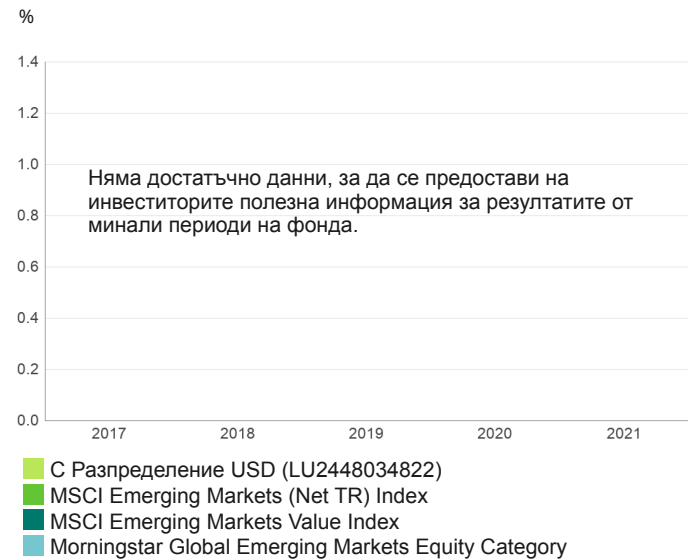 %
1.4
1.2
1.0
Няма достатъчно данни, за да се предостави на
инвеститорите полезна информация за резултатите от
минали периоди на фонда.
0.8
0.6
0.4
0.2
0.0
2017 2018 2019 2020 2021
C Разпределение USD (LU2448034822)
MSCI Emerging Markets (Net TR) Index
MSCI Emerging Markets Value Index
Morningstar Global Emerging Markets Equity Category